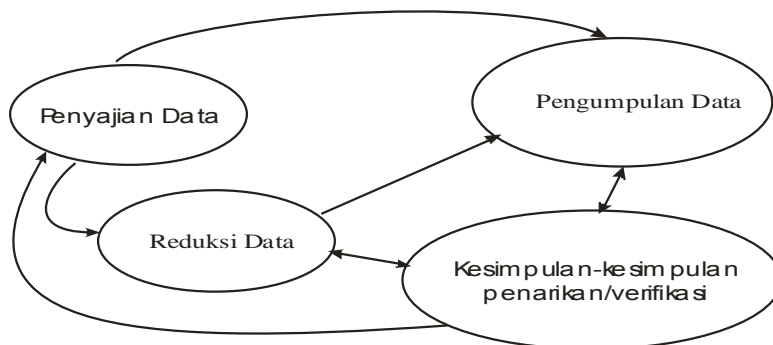 Penyajian Data
Pengumpulan Data
Reduksi Data
Kesimpulan-kesimpulan
penarikan/verifikasi